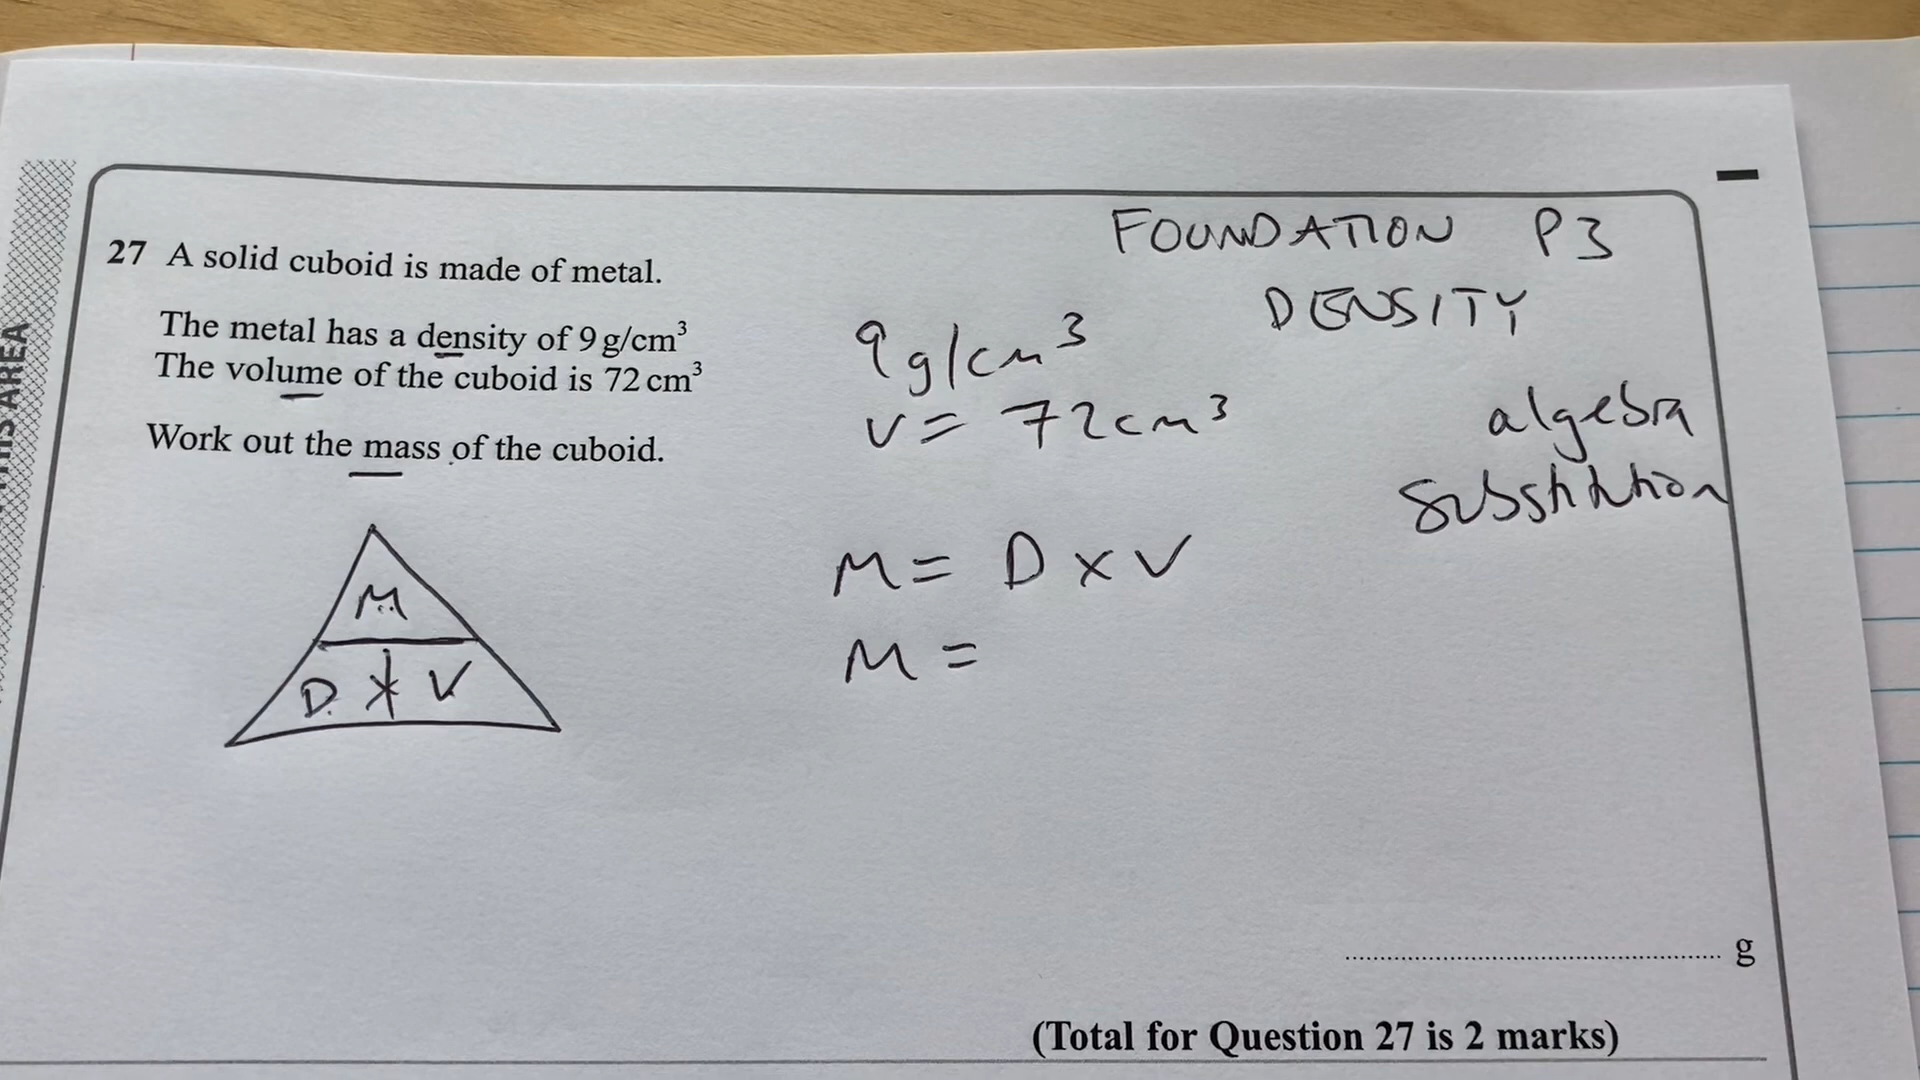 FOUNDATION P3
DENSITY
27 A solid cuboid is made of metal.
The metal has a density of 9 g/cm³
The volume of the cuboid is 72 cm³
Work out the mass of the cuboid.
9g/cm³
v = 72cm³
algebra
substitution
M = D × V
M =
M
D × V
g
(Total for Question 27 is 2 marks)
THIS AREA